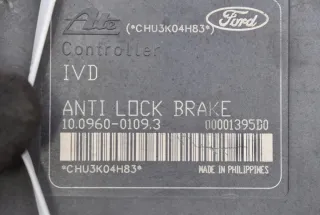 Ate (*CHU3K04H83*) Ford
Controller
IVD
ANTI LOCK BRAKE
10.0960-0109.3 00001395D0
*CHU3K04H83* MADE IN PHILIPPINES